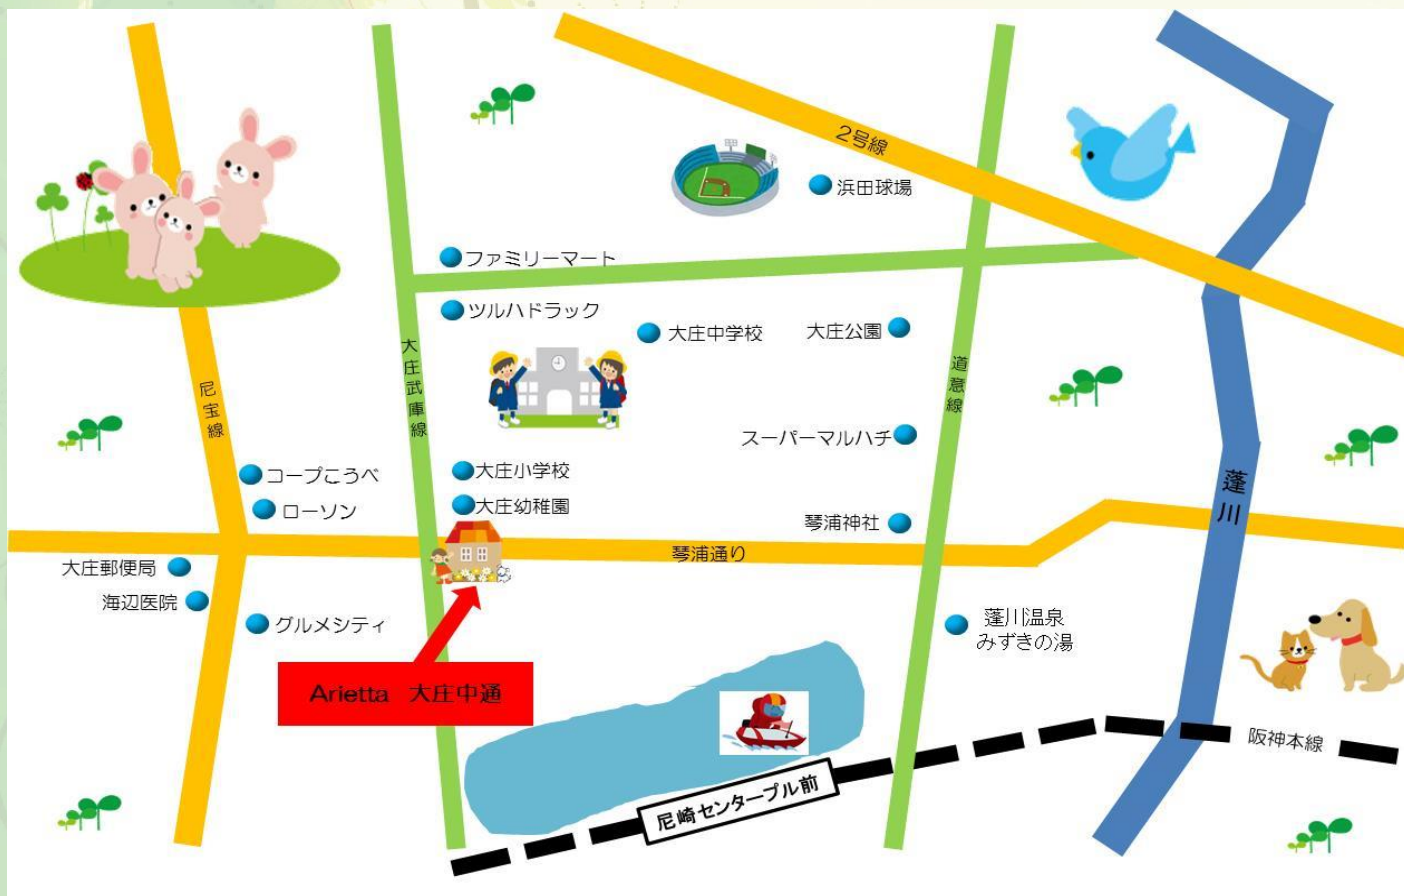 2号線
浜田球場
ファミリーマート
ツルハドラック
大庄中学校
大庄公園
大庄武庫線
道意線
尼宝線
スーパーマルハチ
コープこうべ
大庄小学校
ローソン
大庄幼稚園
琴浦神社
蓬川
琴浦通り
大庄郵便局
海辺医院
グルメシティ
蓬川温泉
みずきの湯
Arietta 大庄中通
阪神本線
尼崎センタープル前